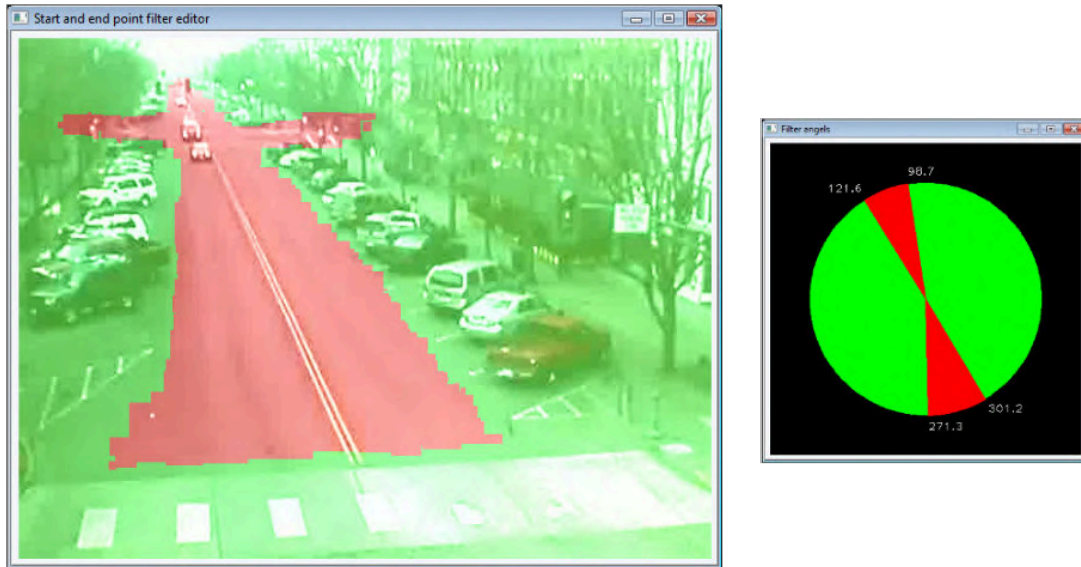 Start and end point filter editor
Filter angels
98.7
121.6
301.2
271.3